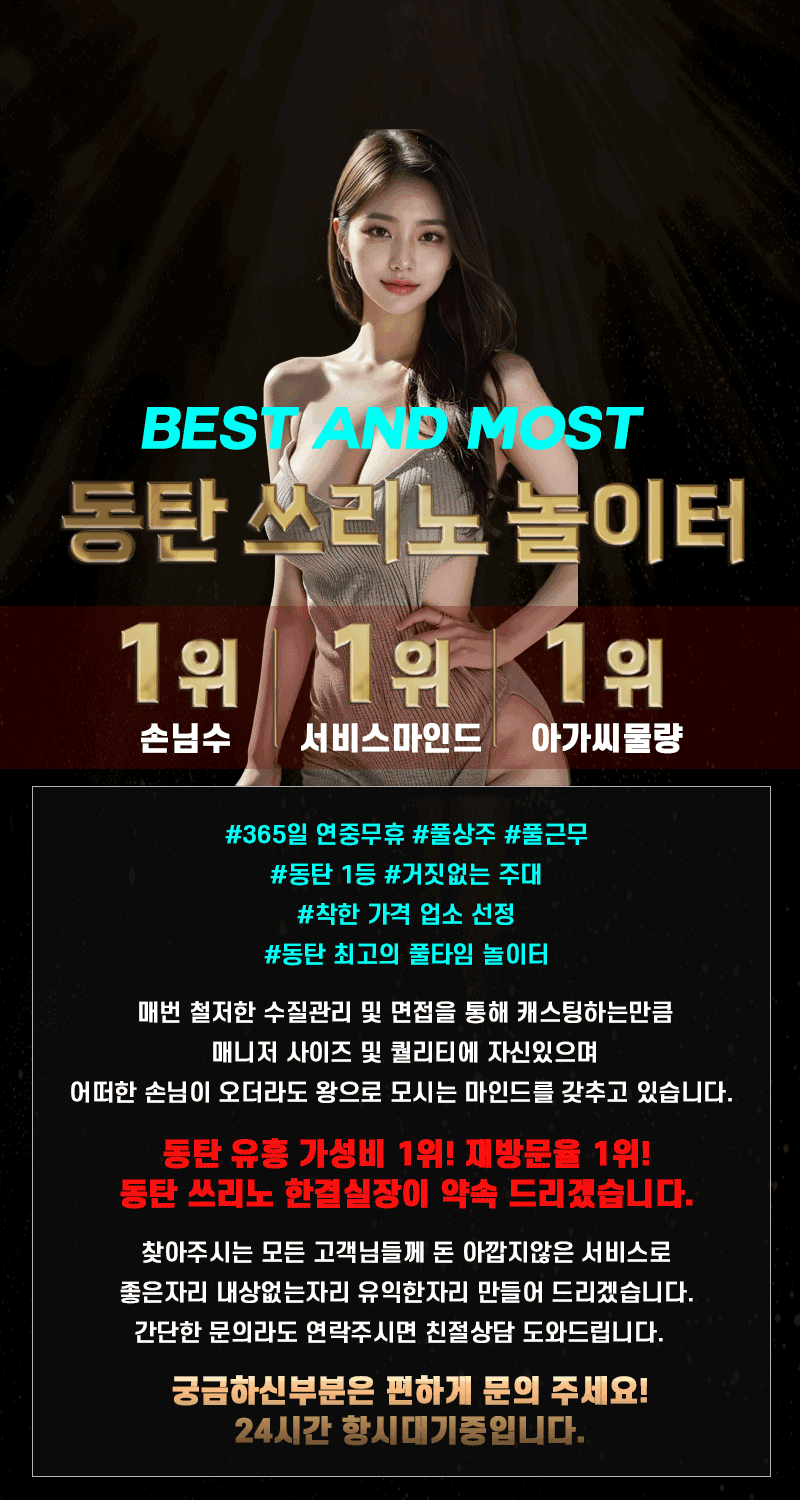 BEST AND MOST
동탄 쓰리노 놀이터
1위 1위 1위
손님수 서비스마인드 아가씨물량
#365일 연중무휴 #풀상주 #풀근무
#동탄 1등 #거짓없는 주대
#착한 가격 업소 선정
#동탄 최고의 풀타임 놀이터
매번 철저한 수질관리 및 면접을 통해 캐스팅하는만큼
매니저 사이즈 및 퀄리티에 자신있으며
어떠한 손님이 오더라도 왕으로 모시는 마인드를 갖추고 있습니다.
동탄 유흥 가성비 1위! 재방문율 1위!
동탄 쓰리노 한결실장이 약속 드리겠습니다.
찾아주시는 모든 고객님들께 돈 아깝지않은 서비스로
좋은자리 내상없는자리 유익한자리 만들어 드리겠습니다.
간단한 문의라도 연락주시면 친절상담 도와드립니다.
궁금하신부분은 편하게 문의 주세요!
24시간 항시대기중입니다.